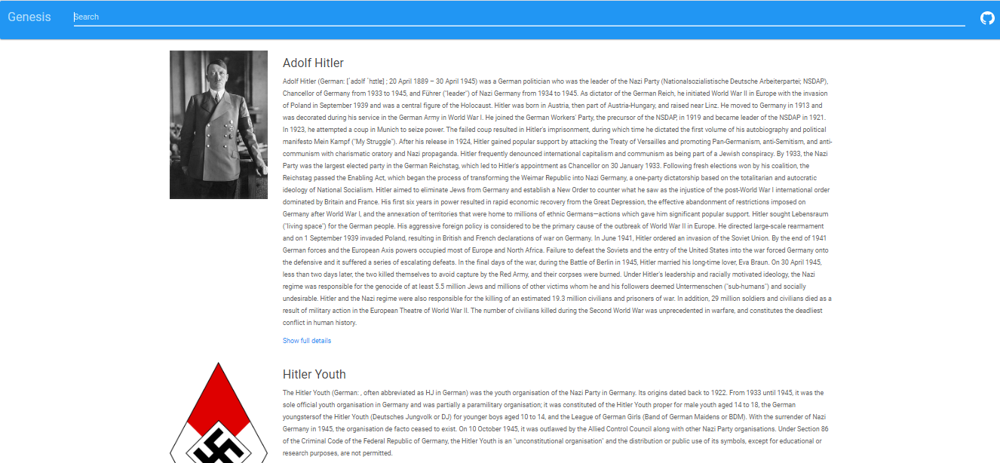 Genesis
Search
Adolf Hitler
Adolf Hitler (German: [ˈadɔlf ˈhɪtlɐ] ; 20 April 1889 – 30 April 1945) was a German politician who was the leader of the Nazi Party (Nationalsozialistische Deutsche Arbeiterpartei; NSDAP),
Chancellor of Germany from 1933 to 1945, and Führer ("leader") of Nazi Germany from 1934 to 1945. As dictator of the German Reich, he initiated World War II in Europe with the invasion
of Poland in September 1939 and was a central figure of the Holocaust. Hitler was born in Austria, then part of Austria-Hungary, and raised near Linz. He moved to Germany in 1913 and
was decorated during his service in the German Army in World War I. He joined the German Workers' Party, the precursor of the NSDAP, in 1919 and became leader of the NSDAP in 1921.
In 1923, he attempted a coup in Munich to seize power. The failed coup resulted in Hitler's imprisonment, during which time he dictated the first volume of his autobiography and political
manifesto Mein Kampf ("My Struggle"). After his release in 1924, Hitler gained popular support by attacking the Treaty of Versailles and promoting Pan-Germanism, anti-Semitism, and anti-
communism with charismatic oratory and Nazi propaganda. Hitler frequently denounced international capitalism and communism as being part of a Jewish conspiracy. By 1933, the Nazi
Party was the largest elected party in the German Reichstag, which led to Hitler's appointment as Chancellor on 30 January 1933. Following fresh elections won by his coalition, the
Reichstag passed the Enabling Act, which began the process of transforming the Weimar Republic into Nazi Germany, a one-party dictatorship based on the totalitarian and autocratic
ideology of National Socialism. Hitler aimed to eliminate Jews from Germany and establish a New Order to counter what he saw as the injustice of the post-World War I international order
dominated by Britain and France. His first six years in power resulted in rapid economic recovery from the Great Depression, the effective abandonment of restrictions imposed on
Germany after World War I, and the annexation of territories that were home to millions of ethnic Germans—actions which gave him significant popular support. Hitler sought Lebensraum
("living space") for the German people. His aggressive foreign policy is considered to be the primary cause of the outbreak of World War II in Europe. He directed large-scale rearmament
and on 1 September 1939 invaded Poland, resulting in British and French declarations of war on Germany. In June 1941, Hitler ordered an invasion of the Soviet Union. By the end of 1941
German forces and the European Axis powers occupied most of Europe and North Africa. Failure to defeat the Soviets and the entry of the United States into the war forced Germany onto
the defensive and it suffered a series of escalating defeats. In the final days of the war, during the Battle of Berlin in 1945, Hitler married his long-time lover, Eva Braun. On 30 April 1945,
less than two days later, the two killed themselves to avoid capture by the Red Army, and their corpses were burned. Under Hitler's leadership and racially motivated ideology, the Nazi
regime was responsible for the genocide of at least 5.5 million Jews and millions of other victims whom he and his followers deemed Untermenschen ("sub-humans") and socially
undesirable. Hitler and the Nazi regime were also responsible for the killing of an estimated 19.3 million civilians and prisoners of war. In addition, 29 million soldiers and civilians died as a
result of military action in the European Theatre of World War II. The number of civilians killed during the Second World War was unprecedented in warfare, and constitutes the deadliest
conflict in human history.
Show full details
Hitler Youth
The Hitler Youth (German: , often abbreviated as HJ in German) was the youth organisation of the Nazi Party in Germany. Its origins dated back to 1922. From 1933 until 1945, it was the
sole official youth organisation in Germany and was partially a paramilitary organisation; it was constituted of the Hitler Youth proper for male youth aged 14 to 18, the German
youngstersof the Hitler Youth (Deutsches Jungvolk or DJ) for younger boys aged 10 to 14, and the League of German Girls (Band of German Maidens or BDM). With the surrender of Nazi
Germany in 1945, the organisation de facto ceased to exist. On 10 October 1945, it was outlawed by the Allied Control Council along with other Nazi Party organisations. Under Section 86
of the Criminal Code of the Federal Republic of Germany, the Hitler Youth is an "unconstitutional organisation" and the distribution or public use of its symbols, except for educational or
research purposes, are not permitted.